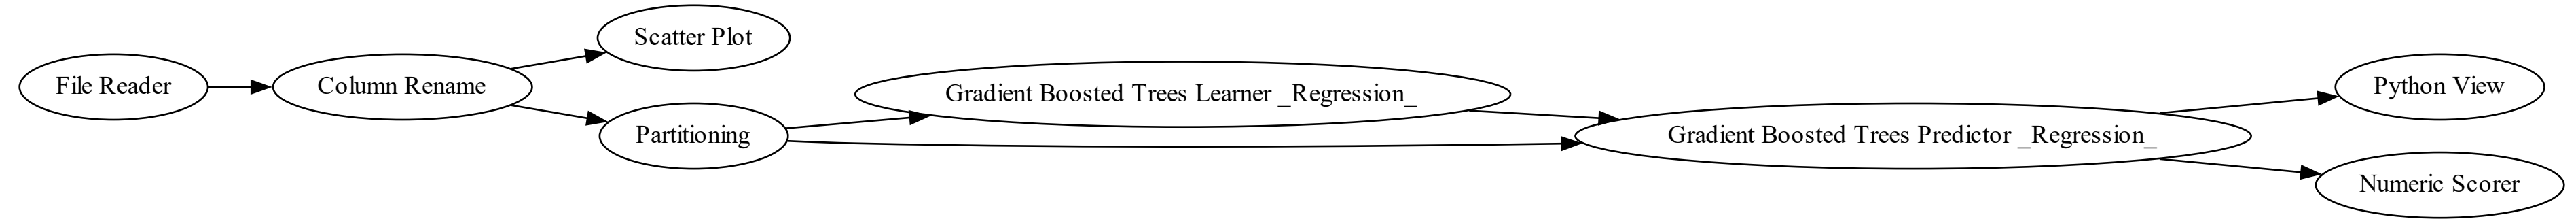 File Reader
Column Rename
Scatter Plot
Partitioning
Gradient Boosted Trees Learner _Regression_
Gradient Boosted Trees Predictor _Regression_
Python View
Numeric Scorer